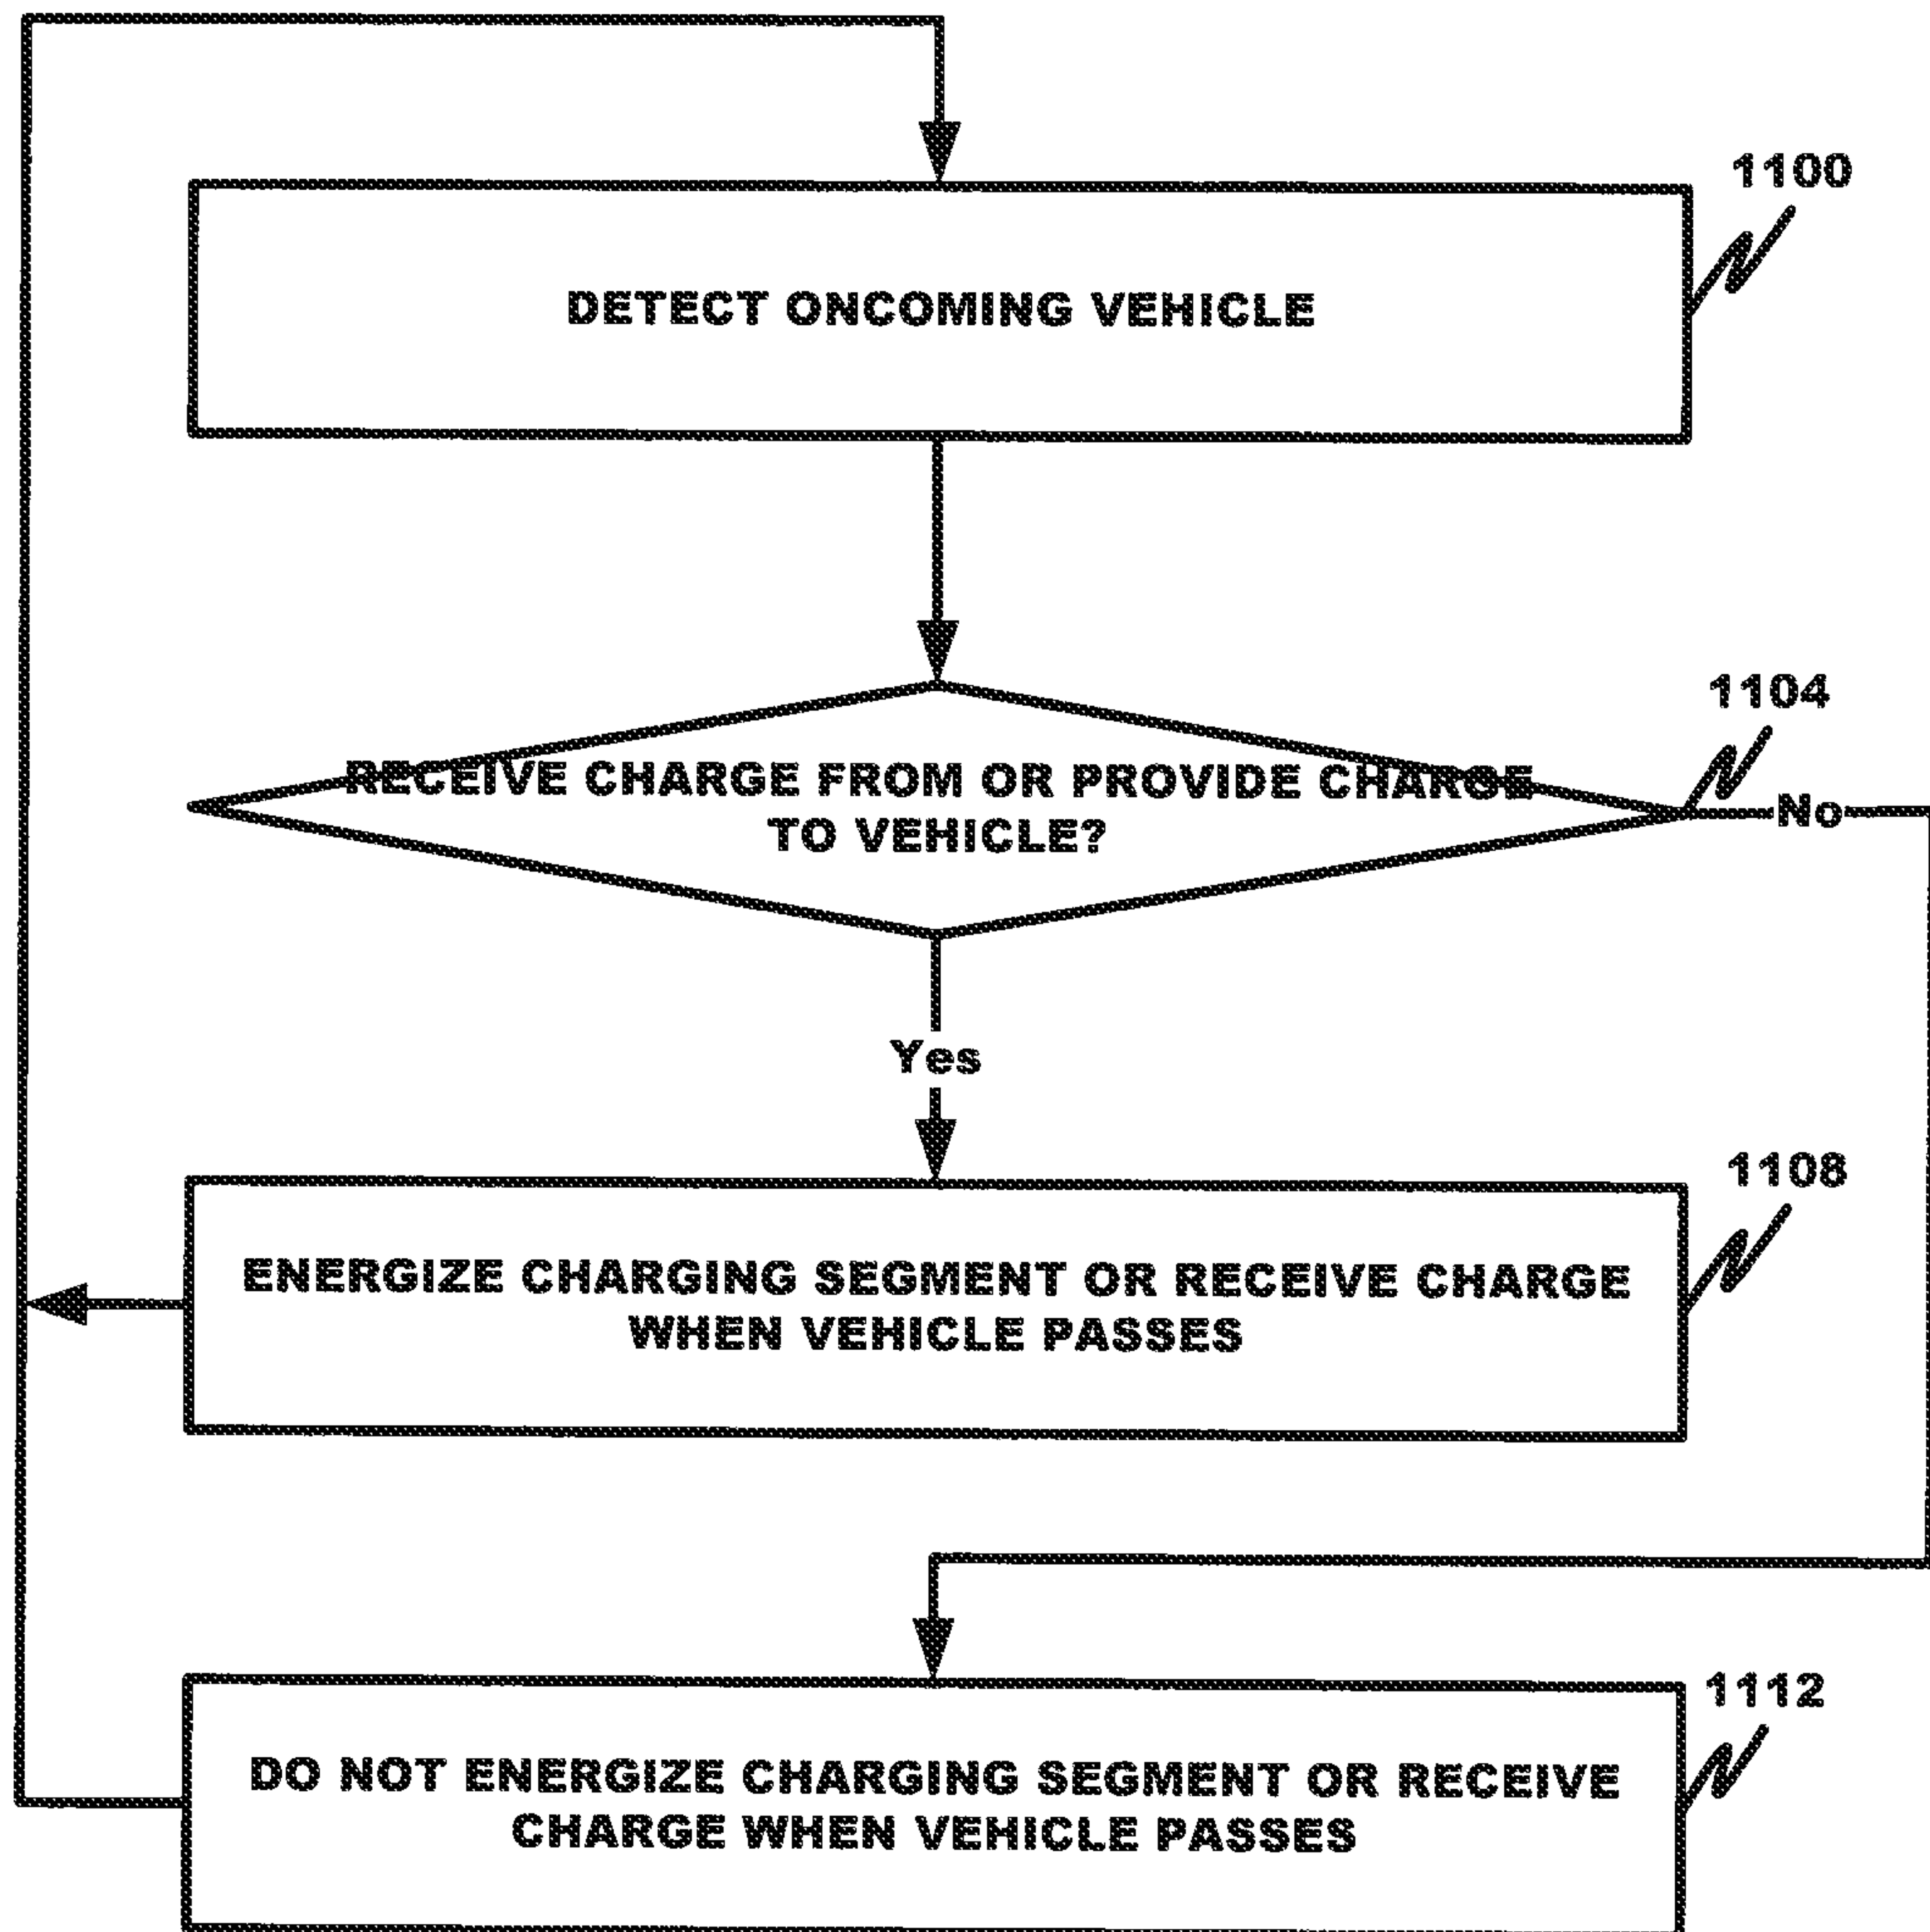 1100
DETECT ONCOMING VEHICLE
1104
RECEIVE CHARGE FROM OR PROVIDE CHARGE
TO VEHICLE?
No
Yes
1108
ENERGIZE CHARGING SEGMENT OR RECEIVE CHARGE
WHEN VEHICLE PASSES
1112
DO NOT ENERGIZE CHARGING SEGMENT OR RECEIVE
CHARGE WHEN VEHICLE PASSES